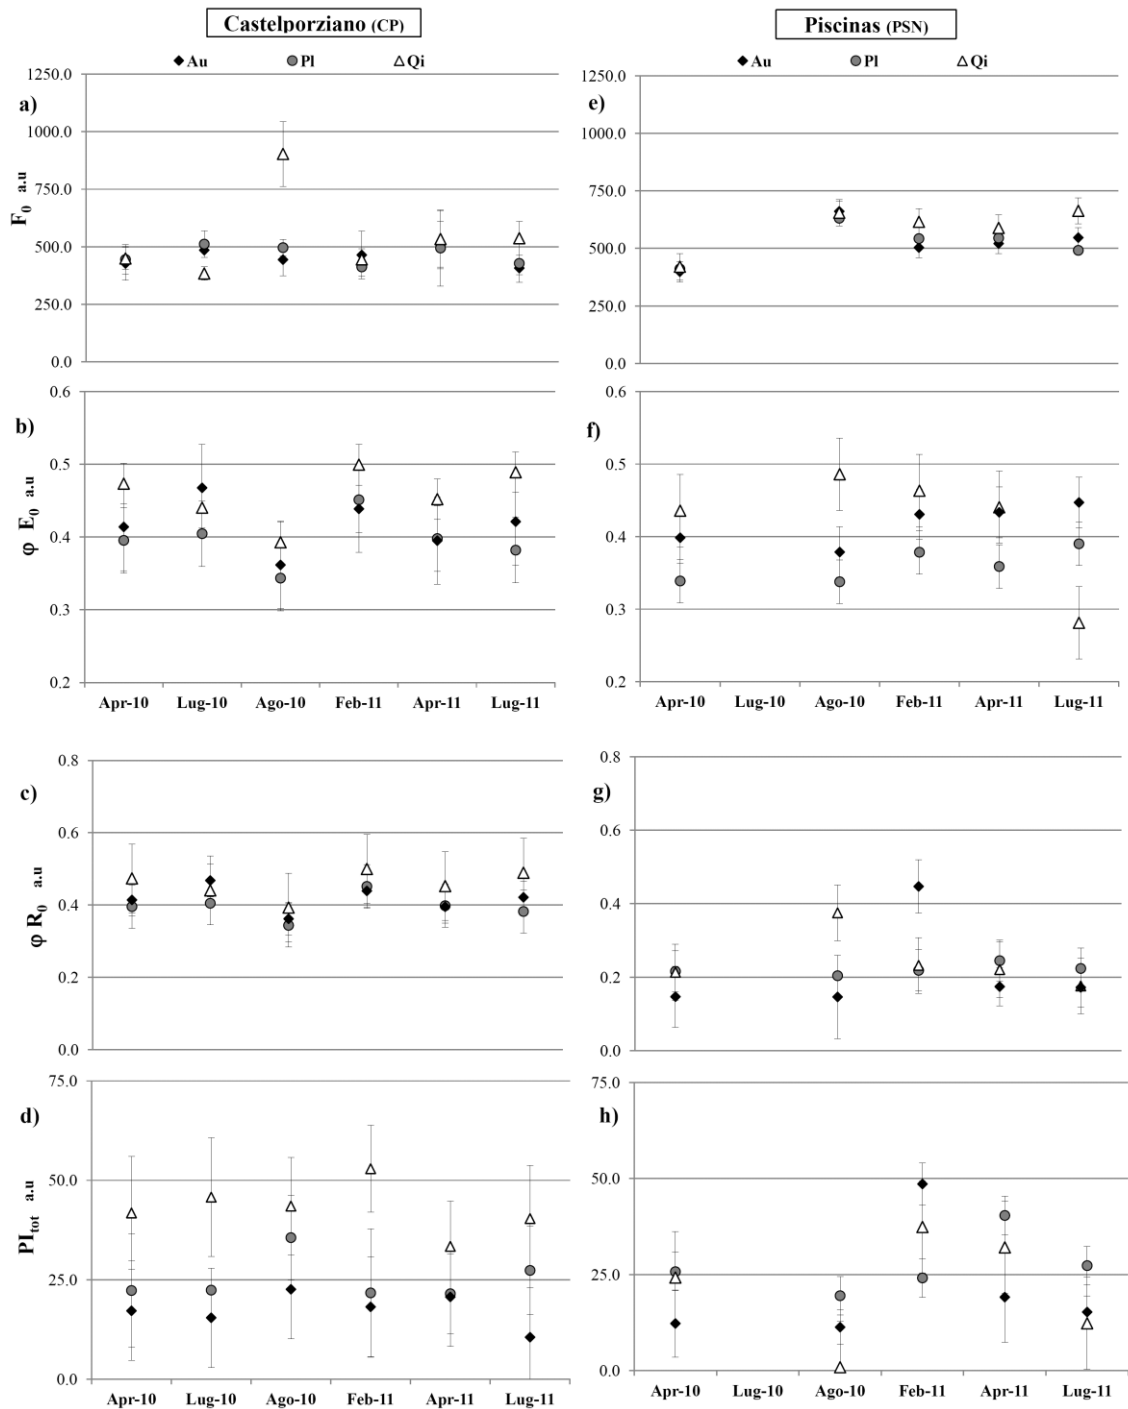 Castelporziano (CP)
Au Pl Qi
a)
F0 a.u
1250.0
1000.0
750.0
500.0
250.0
0.0
b)
φ E0 a.u
0.6
0.5
0.4
0.3
0.2
Apr-10 Lug-10 Ago-10 Feb-11 Apr-11 Lug-11
c)
φ R0 a.u
0.8
0.6
0.4
0.2
0.0
d)
PItot a.u
75.0
50.0
25.0
0.0
Apr-10 Lug-10 Ago-10 Feb-11 Apr-11 Lug-11
Piscinas (PSN)
Au Pl Qi
e)
1250.0
1000.0
750.0
500.0
250.0
0.0
f)
0.6
0.5
0.4
0.3
0.2
Apr-10 Lug-10 Ago-10 Feb-11 Apr-11 Lug-11
g)
0.8
0.6
0.4
0.2
0.0
h)
75.0
50.0
25.0
0.0
Apr-10 Lug-10 Ago-10 Feb-11 Apr-11 Lug-11